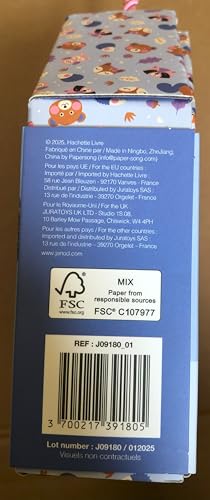 © 2025, Hachette Livre
Fabriqué en Chine par / Made in Ningbo, ZheJiang,
China by Papersong (info@paper-song.com)
Pour les pays UE / For the EU countries :
Importé par / Imported by Hachette Livre :
58 rue Jean Bleuzen - 92170 Vanves - France
Distribué par / Distributed by Juratoys SAS :
13 rue de l'industrie - 39270 Orgelet - France
Pour le Royaume-Uni / For the UK
JURATOYS UK LTD - Studio 1S.08.
10 Barley Mow Passage, Chiswick, W4 4PH
Pour les autres pays / For the other countries :
imported and distributed by Juratoys SAS
13 rue de l'industrie - 39270 Orgelet - France
www.janod.com
FSC
www.fsc.org
MIX
Paper from
responsible sources
FSC® C107977
REF : J09180_01
3 700217 391805
Lot number : J09180 / 012025
Visuels non contractuels